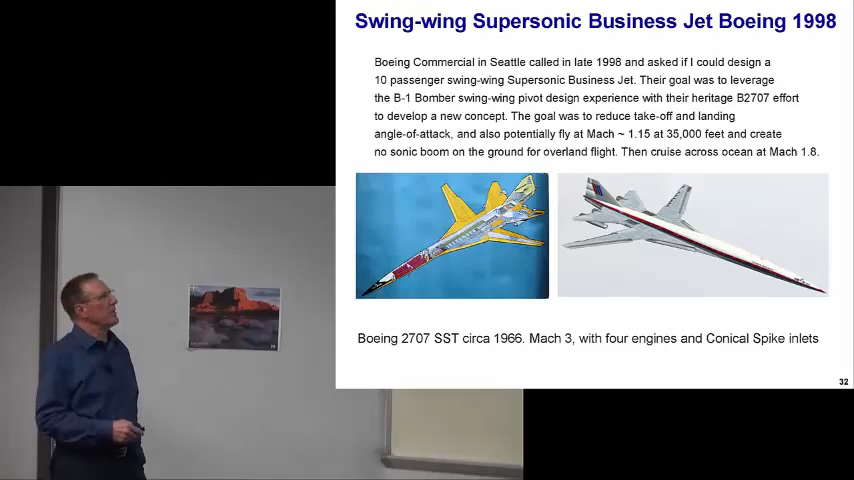 Swing-wing Supersonic Business Jet Boeing 1998
Boeing Commercial in Seattle called in late 1998 and asked if I could design a
10 passenger swing-wing Supersonic Business Jet. Their goal was to leverage
the B-1 Bomber swing-wing pivot design experience with their heritage B2707 effort
to develop a new concept. The goal was to reduce take-off and landing
angle-of-attack, and also potentially fly at Mach ~ 1.15 at 35,000 feet and create
no sonic boom on the ground for overland flight. Then cruise across ocean at Mach 1.8.
Boeing 2707 SST circa 1966. Mach 3, with four engines and Conical Spike inlets
32